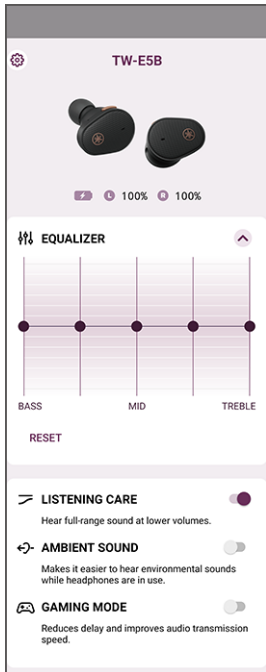 TW-E5B
L 100% R 100%
EQUALIZER
BASS MID TREBLE
RESET
LISTENING CARE
Hear full-range sound at lower volumes.
AMBIENT SOUND
Makes it easier to hear environmental sounds
while headphones are in use.
GAMING MODE
Reduces delay and improves audio transmission
speed.